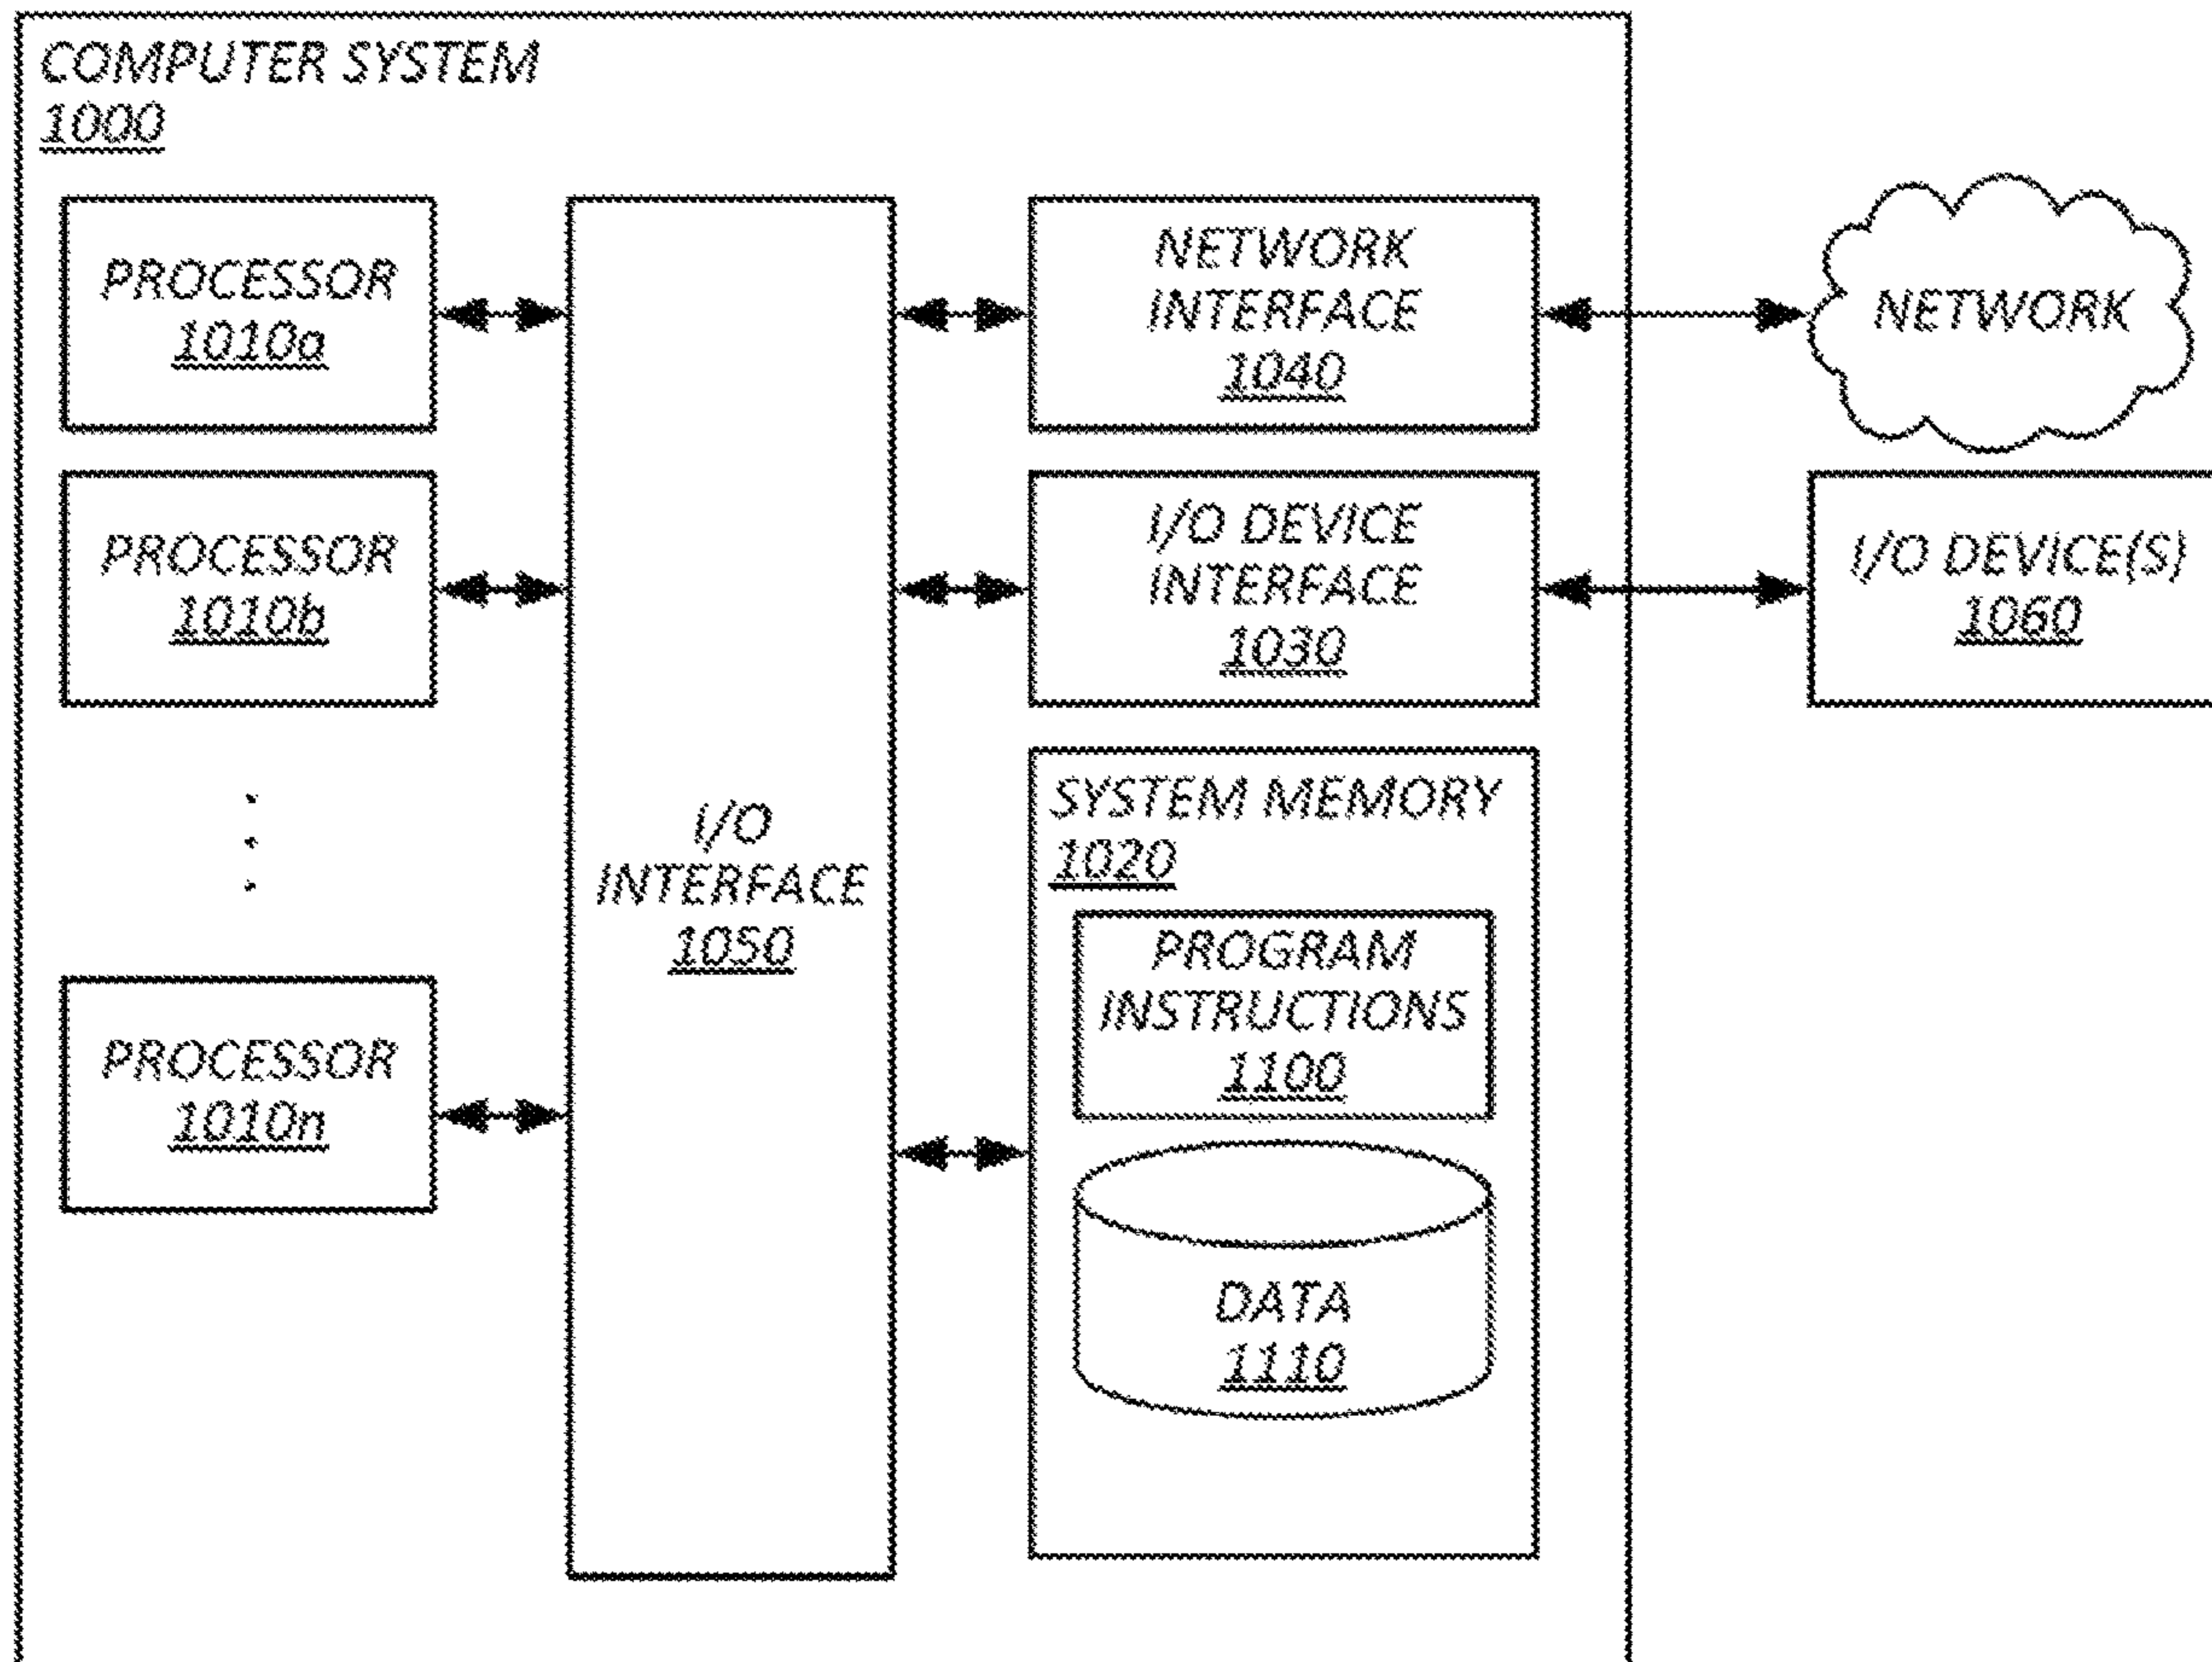 COMPUTER SYSTEM
1000
PROCESSOR
1010a
PROCESSOR
1010b
PROCESSOR
1010n
I/O
INTERFACE
1050
NETWORK
INTERFACE
1040
I/O DEVICE
INTERFACE
1030
SYSTEM MEMORY
1020
PROGRAM
INSTRUCTIONS
1100
DATA
1110
NETWORK
I/O DEVICE(S)
1060